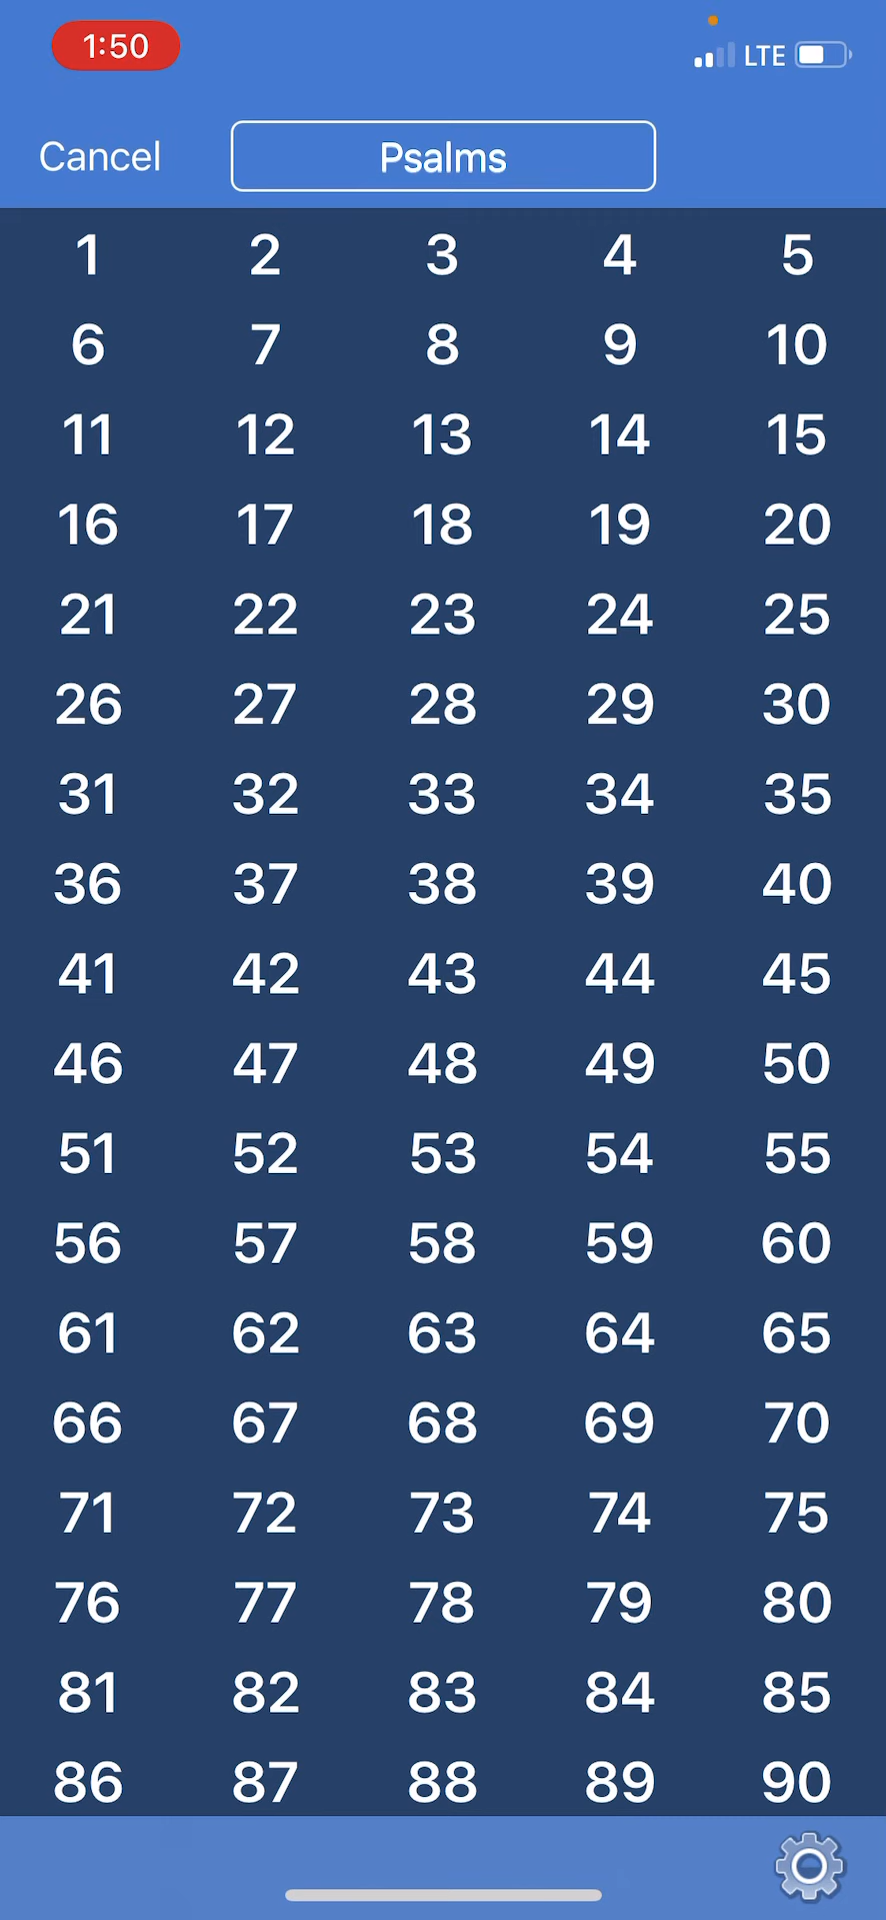 1:50 LTE
Cancel Psalms
1 2 3 4 5
6 7 8 9 10
11 12 13 14 15
16 17 18 19 20
21 22 23 24 25
26 27 28 29 30
31 32 33 34 35
36 37 38 39 40
41 42 43 44 45
46 47 48 49 50
51 52 53 54 55
56 57 58 59 60
61 62 63 64 65
66 67 68 69 70
71 72 73 74 75
76 77 78 79 80
81 82 83 84 85
86 87 88 89 90